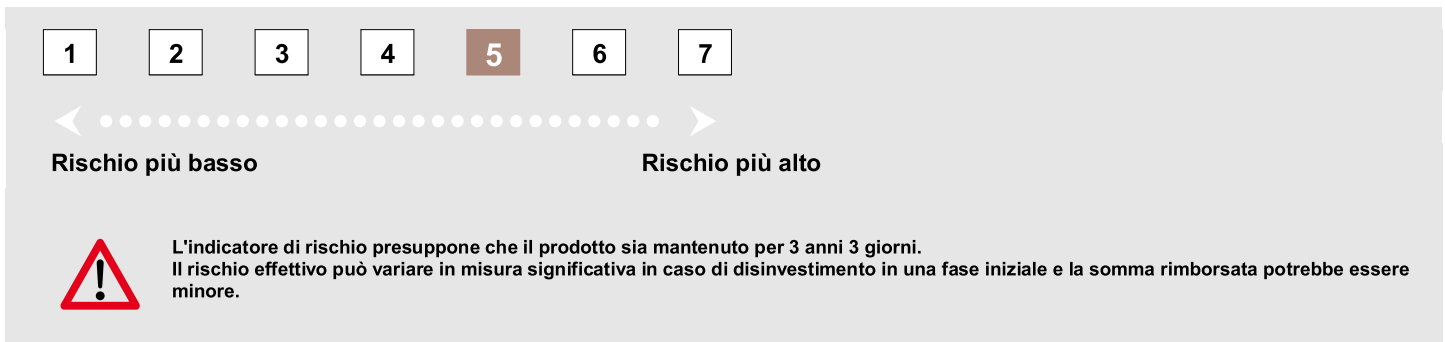 1 2 3 4 5 6 7
Rischio più basso Rischio più alto
L'indicatore di rischio presuppone che il prodotto sia mantenuto per 3 anni 3 giorni.
Il rischio effettivo può variare in misura significativa in caso di disinvestimento in una fase iniziale e la somma rimborsata potrebbe essere
minore.